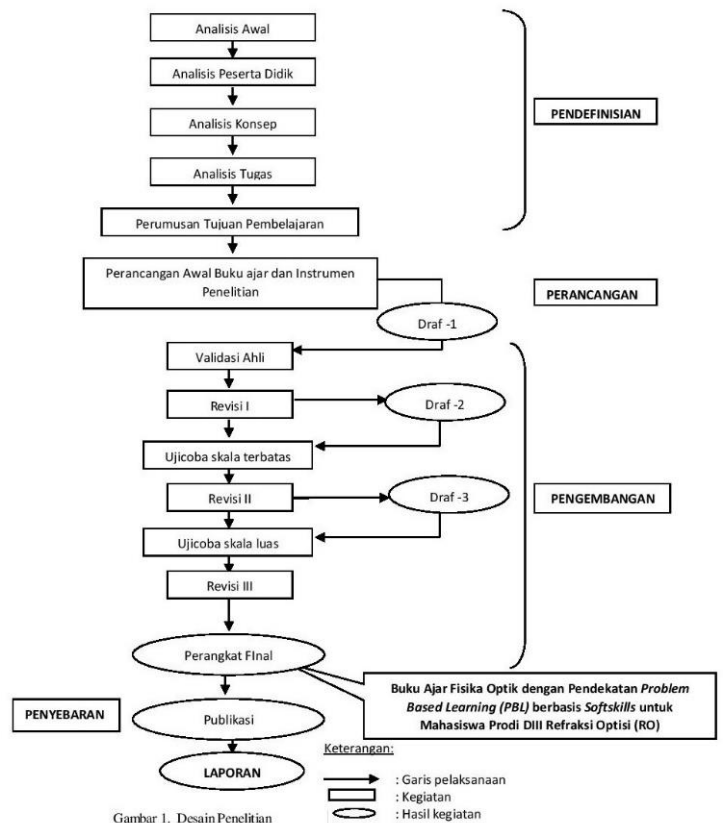 Analisis Awal
Analisis Peserta Didik
Analisis Konsep
Analisis Tugas
Perumusan Tujuan Pembelajaran
PENDEFINISIAN
Perancangan Awal Buku ajar dan Instrumen
Penelitian
PERANCANGAN
Draf -1
Validasi Ahli
Revisi I
Draf -2
Ujicoba skala terbatas
Revisi II
Draf -3
PENGEMBANGAN
Ujicoba skala luas
Revisi III
Perangkat FInal
Buku Ajar Fisika Optik dengan Pendekatan Problem
Based Learning (PBL) berbasis Softskills untuk
Mahasiswa Prodi DIII Refraksi Optisi (RO)
PENYEBARAN
Publikasi
LAPORAN
Keterangan:
: Garis pelaksanaan
: Kegiatan
: Hasil kegiatan
Gambar 1. Desain Penelitian